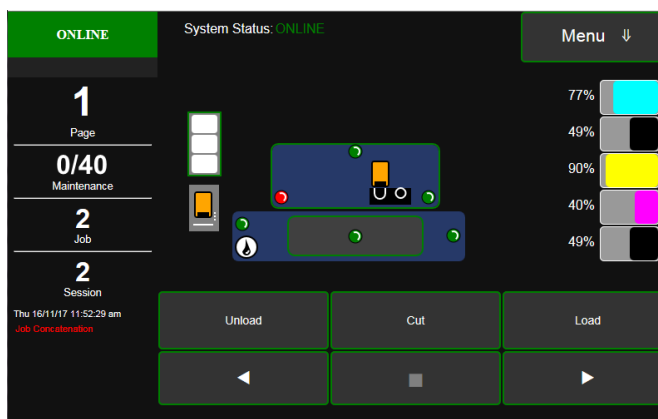 ONLINE
System Status: ONLINE
Menu ⇓
1
Page
0/40
Maintenance
2
Job
2
Session
Thu 16/11/17 11:52:29 am
Job Concatenation
77%
49%
90%
40%
49%
Unload
Cut
Load